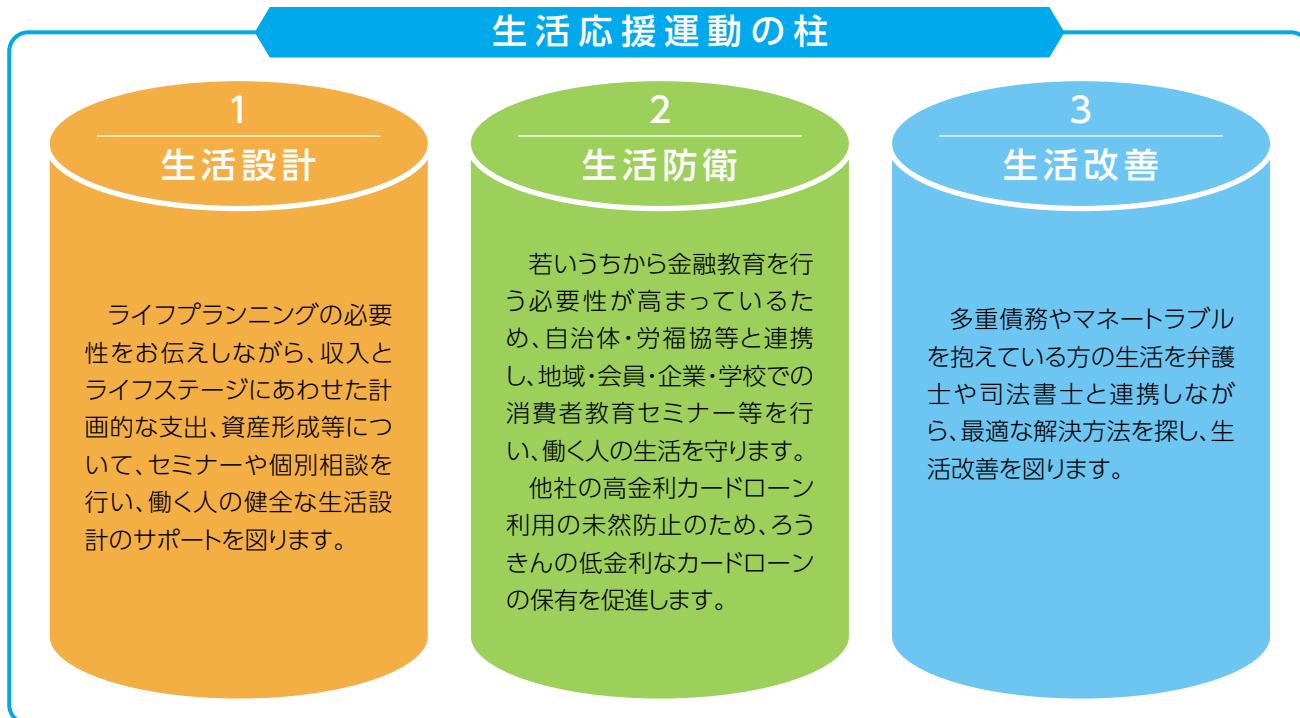 生活応援運動の柱
1
生活設計
ライフプランニングの必要
性をお伝えしながら、収入と
ライフステージにあわせた計
画的な支出、資産形成等につ
いて、セミナーや個別相談を
行い、働く人の健全な生活設
計のサポートを図ります。
2
生活防衛
若いうちから金融教育を行
う必要性が高まっているた
め、自治体・労福協等と連携
し、地域・会員・企業・学校での
消費者教育セミナー等を行
い、働く人の生活を守ります。
他社の高金利カードローン
利用の未然防止のため、ろう
きんの低金利なカードローン
の保有を促進します。
3
生活改善
多重債務やマネートラブル
を抱えている方の生活を弁護
士や司法書士と連携しなが
ら、最適な解決方法を探し、生
活改善を図ります。